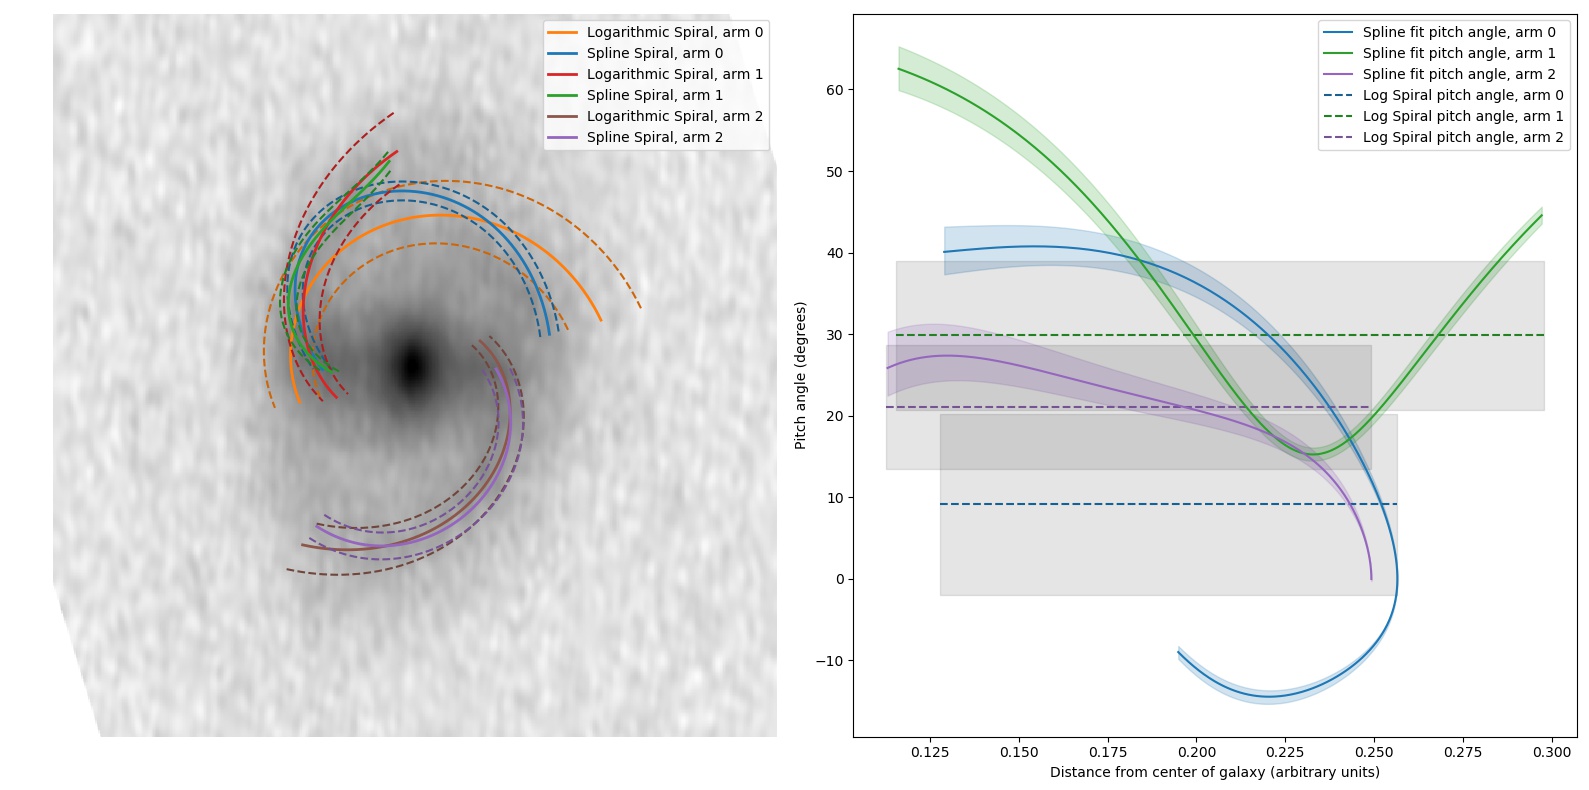 Logarithmic Spiral, arm 0
Spline Spiral, arm 0
Logarithmic Spiral, arm 1
Spline Spiral, arm 1
Logarithmic Spiral, arm 2
Spline Spiral, arm 2
Spline fit pitch angle, arm 0
Spline fit pitch angle, arm 1
Spline fit pitch angle, arm 2
Log Spiral pitch angle, arm 0
Log Spiral pitch angle, arm 1
Log Spiral pitch angle, arm 2
Pitch angle (degrees)
60
50
40
30
20
10
0
−10
0.125 0.150 0.175 0.200 0.225 0.250 0.275 0.300
Distance from center of galaxy (arbitrary units)